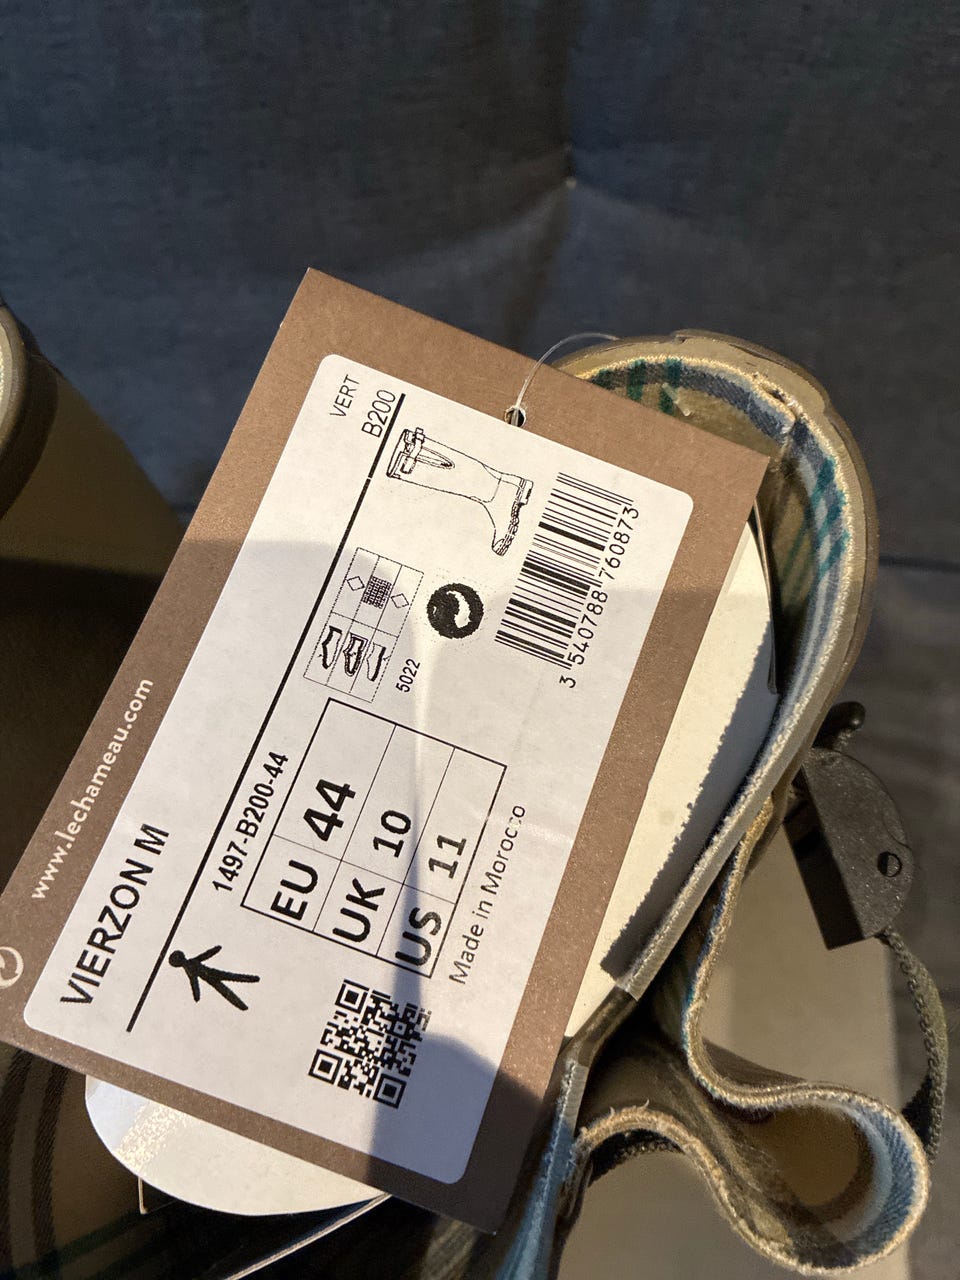 www.lechameau.com
VIERZON M
VERT
B200
1497-B200-44
EU 44
UK 10
US 11
5022
Made in Morocco
3 540788 760873